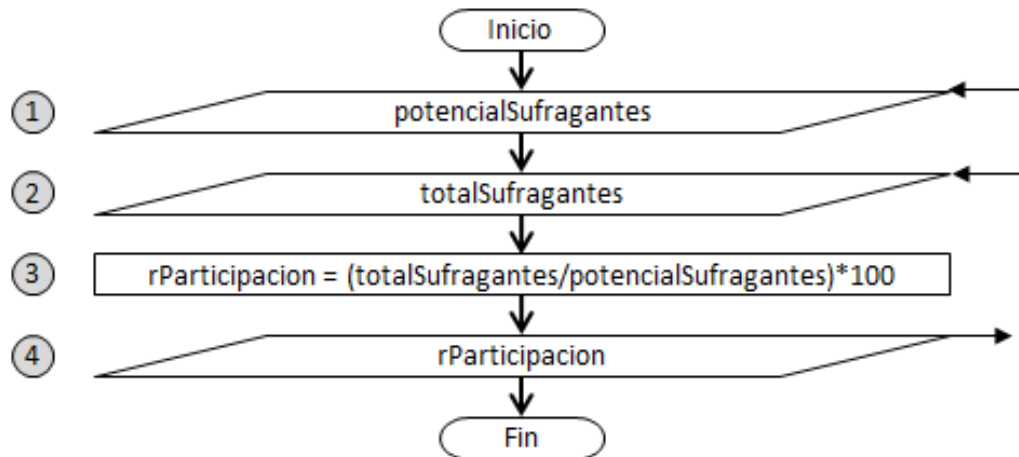 Inicio
1
potencialSufragantes
2
totalSufragantes
3
rParticipacion = (totalSufragantes/potencialSufragantes)*100
4
rParticipacion
Fin